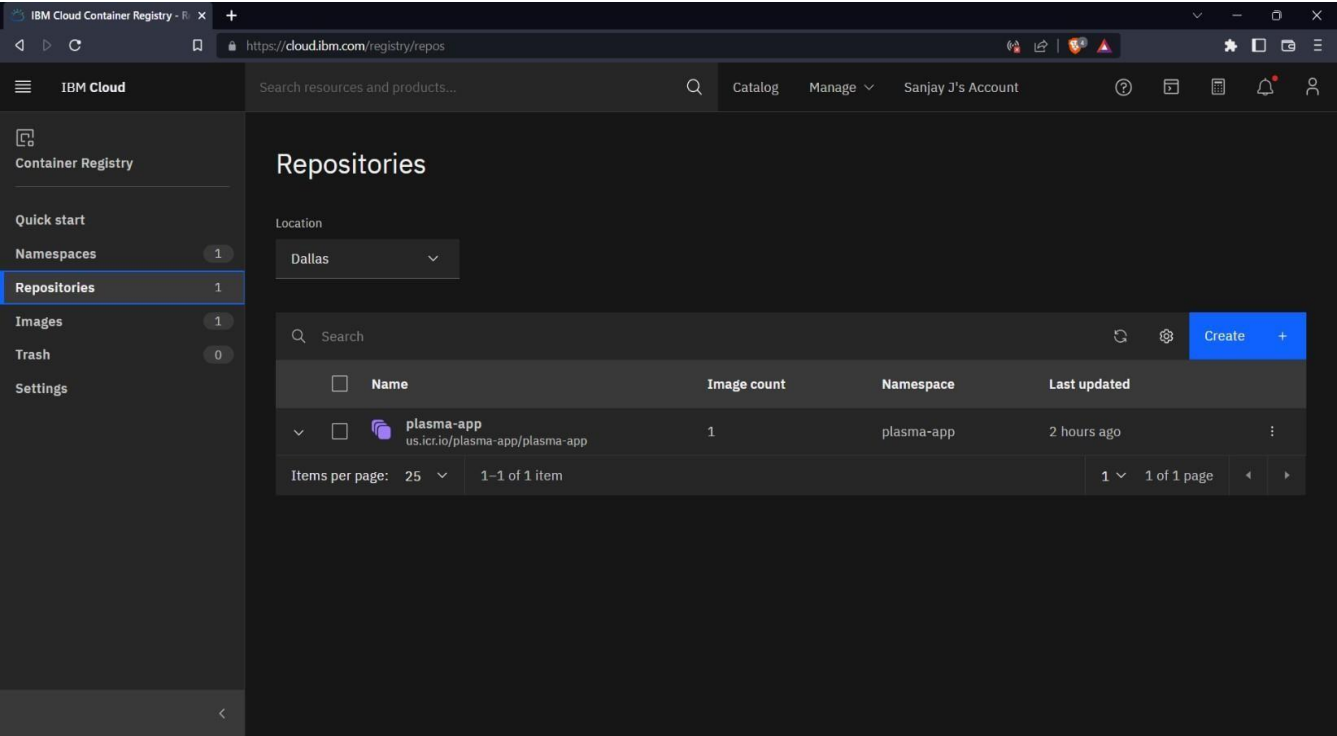 IBM Cloud Container Registry - R
https://cloud.ibm.com/registry/repos
IBM Cloud
Search resources and products...
Catalog
Manage
Sanjay J's Account
Container Registry
Quick start
Namespaces 1
Repositories 1
Images 1
Trash 0
Settings
Repositories
Location
Dallas
Search
Create +
Name Image count Namespace Last updated
plasma-app 1 plasma-app 2 hours ago
us.icr.io/plasma-app/plasma-app
Items per page: 25 1–1 of 1 item 1 1 of 1 page